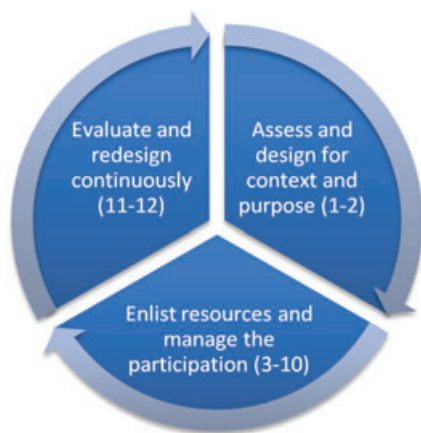 Evaluate and
redesign
continuously
(11-12)
Assess and
design for
context and
purpose (1-2)
Enlist resources and
manage the
participation (3-10)